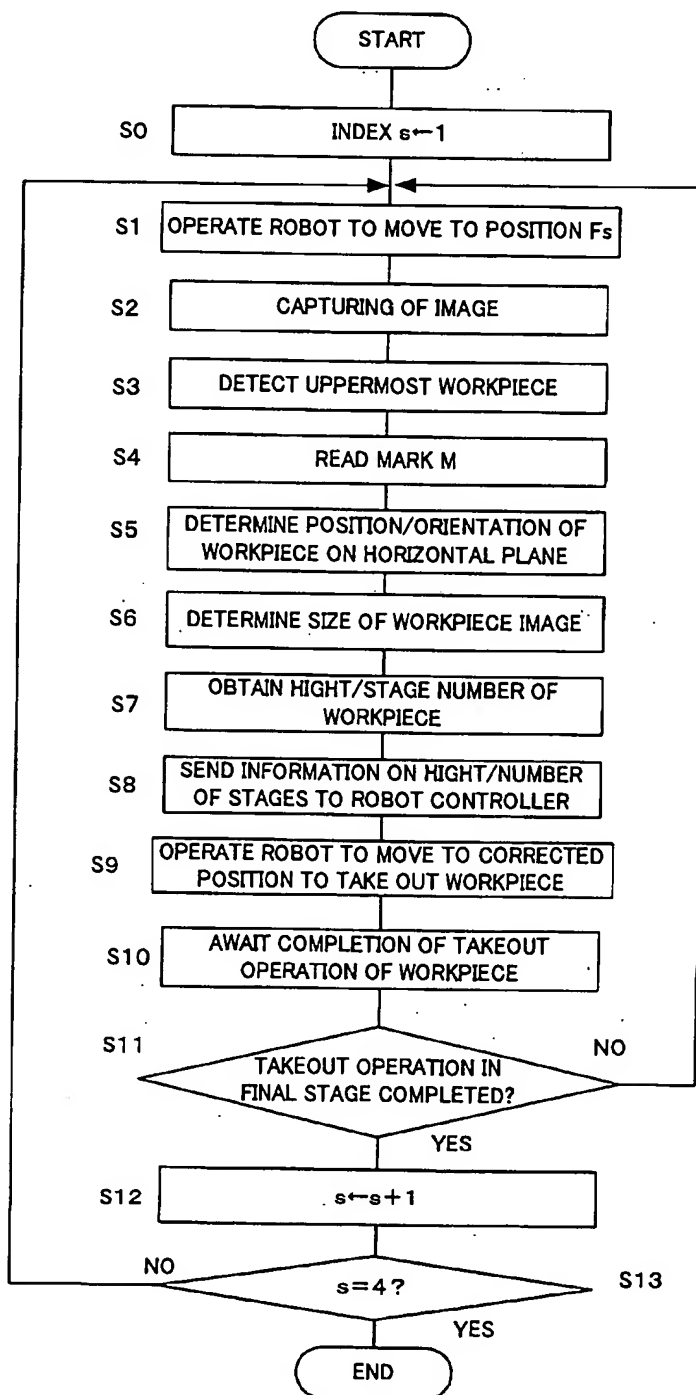 START
S0
INDEX s←1
S1
OPERATE ROBOT TO MOVE TO POSITION Fs
S2
CAPTURING OF IMAGE
S3
DETECT UPPERMOST WORKPIECE
S4
READ MARK M
S5
DETERMINE POSITION/ORIENTATION OF
WORKPIECE ON HORIZONTAL PLANE
S6
DETERMINE SIZE OF WORKPIECE IMAGE
S7
OBTAIN HIGHT/STAGE NUMBER OF
WORKPIECE
S8
SEND INFORMATION ON HIGHT/NUMBER
OF STAGES TO ROBOT CONTROLLER
S9
OPERATE ROBOT TO MOVE TO CORRECTED
POSITION TO TAKE OUT WORKPIECE
S10
AWAIT COMPLETION OF TAKEOUT
OPERATION OF WORKPIECE
S11
TAKEOUT OPERATION IN
FINAL STAGE COMPLETED?
NO
YES
S12
s←s+1
NO
s=4?
S13
YES
END